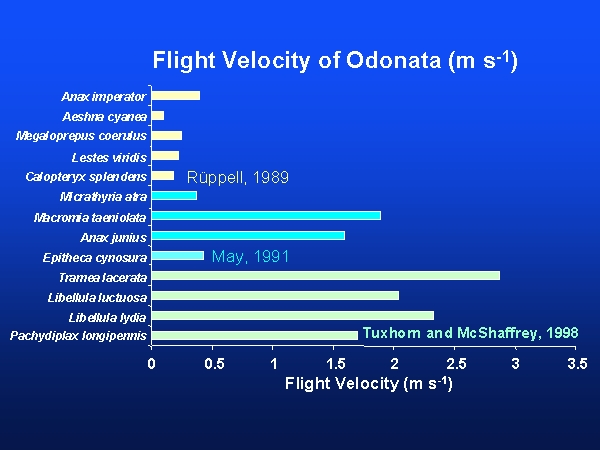 Flight Velocity of Odonata (m s-1)
Anax imperator
Aeshna cyanea
Megaloprepus coerulus
Lestes viridis
Calopteryx splendens
Rüppell, 1989
Micrathyria atra
Macromia taeniolata
Anax junius
Epitheca cynosura
May, 1991
Tramea lacerata
Libellula luctuosa
Libellula lydia
Pachydiplax longipennis
Tuxhorn and McShaffrey, 1998
0 0.5 1 1.5 2 2.5 3 3.5
Flight Velocity (m s-1)